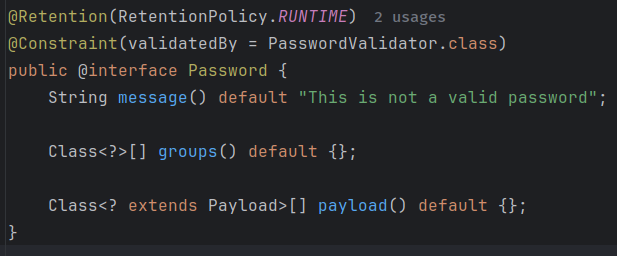 @Retention(RetentionPolicy.RUNTIME) 2 usages
@Constraint(validatedBy = PasswordValidator.class)
public @interface Password {
    String message() default "This is not a valid password";

    Class<?>[] groups() default {};

    Class<? extends Payload>[] payload() default {};
}